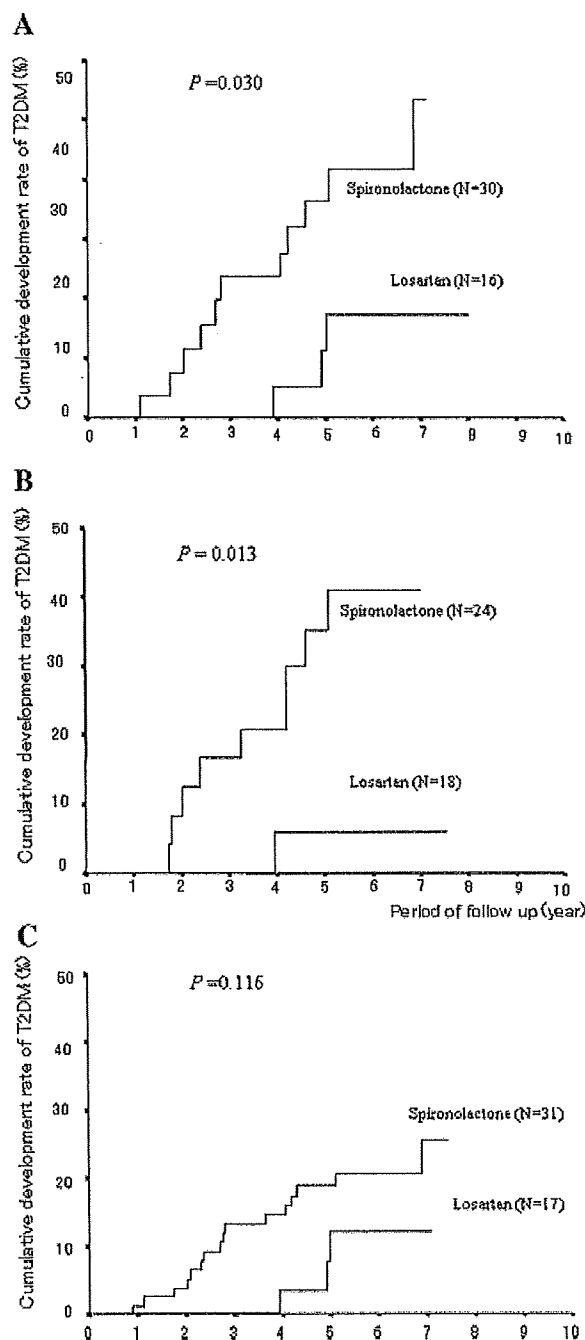 A
Cumulative development rate of T2DM (%)
50
40
30
20
10
0
P=0.030
Spironolactone (N=30)
Losartan (N=16)
0 1 2 3 4 5 6 7 8 9 10
B
Cumulative development rate of T2DM (%)
50
40
30
20
10
0
P = 0.013
Spironolactone (N=24)
Losartan (N=18)
0 1 2 3 4 5 6 7 8 9 10
Period of follow up (year)
C
Cumulative development rate of T2DM (%)
50
40
30
20
10
0
P=0.116
Spironolactone (N=31)
Losartan (N=17)
0 1 2 3 4 5 6 7 8 9 10